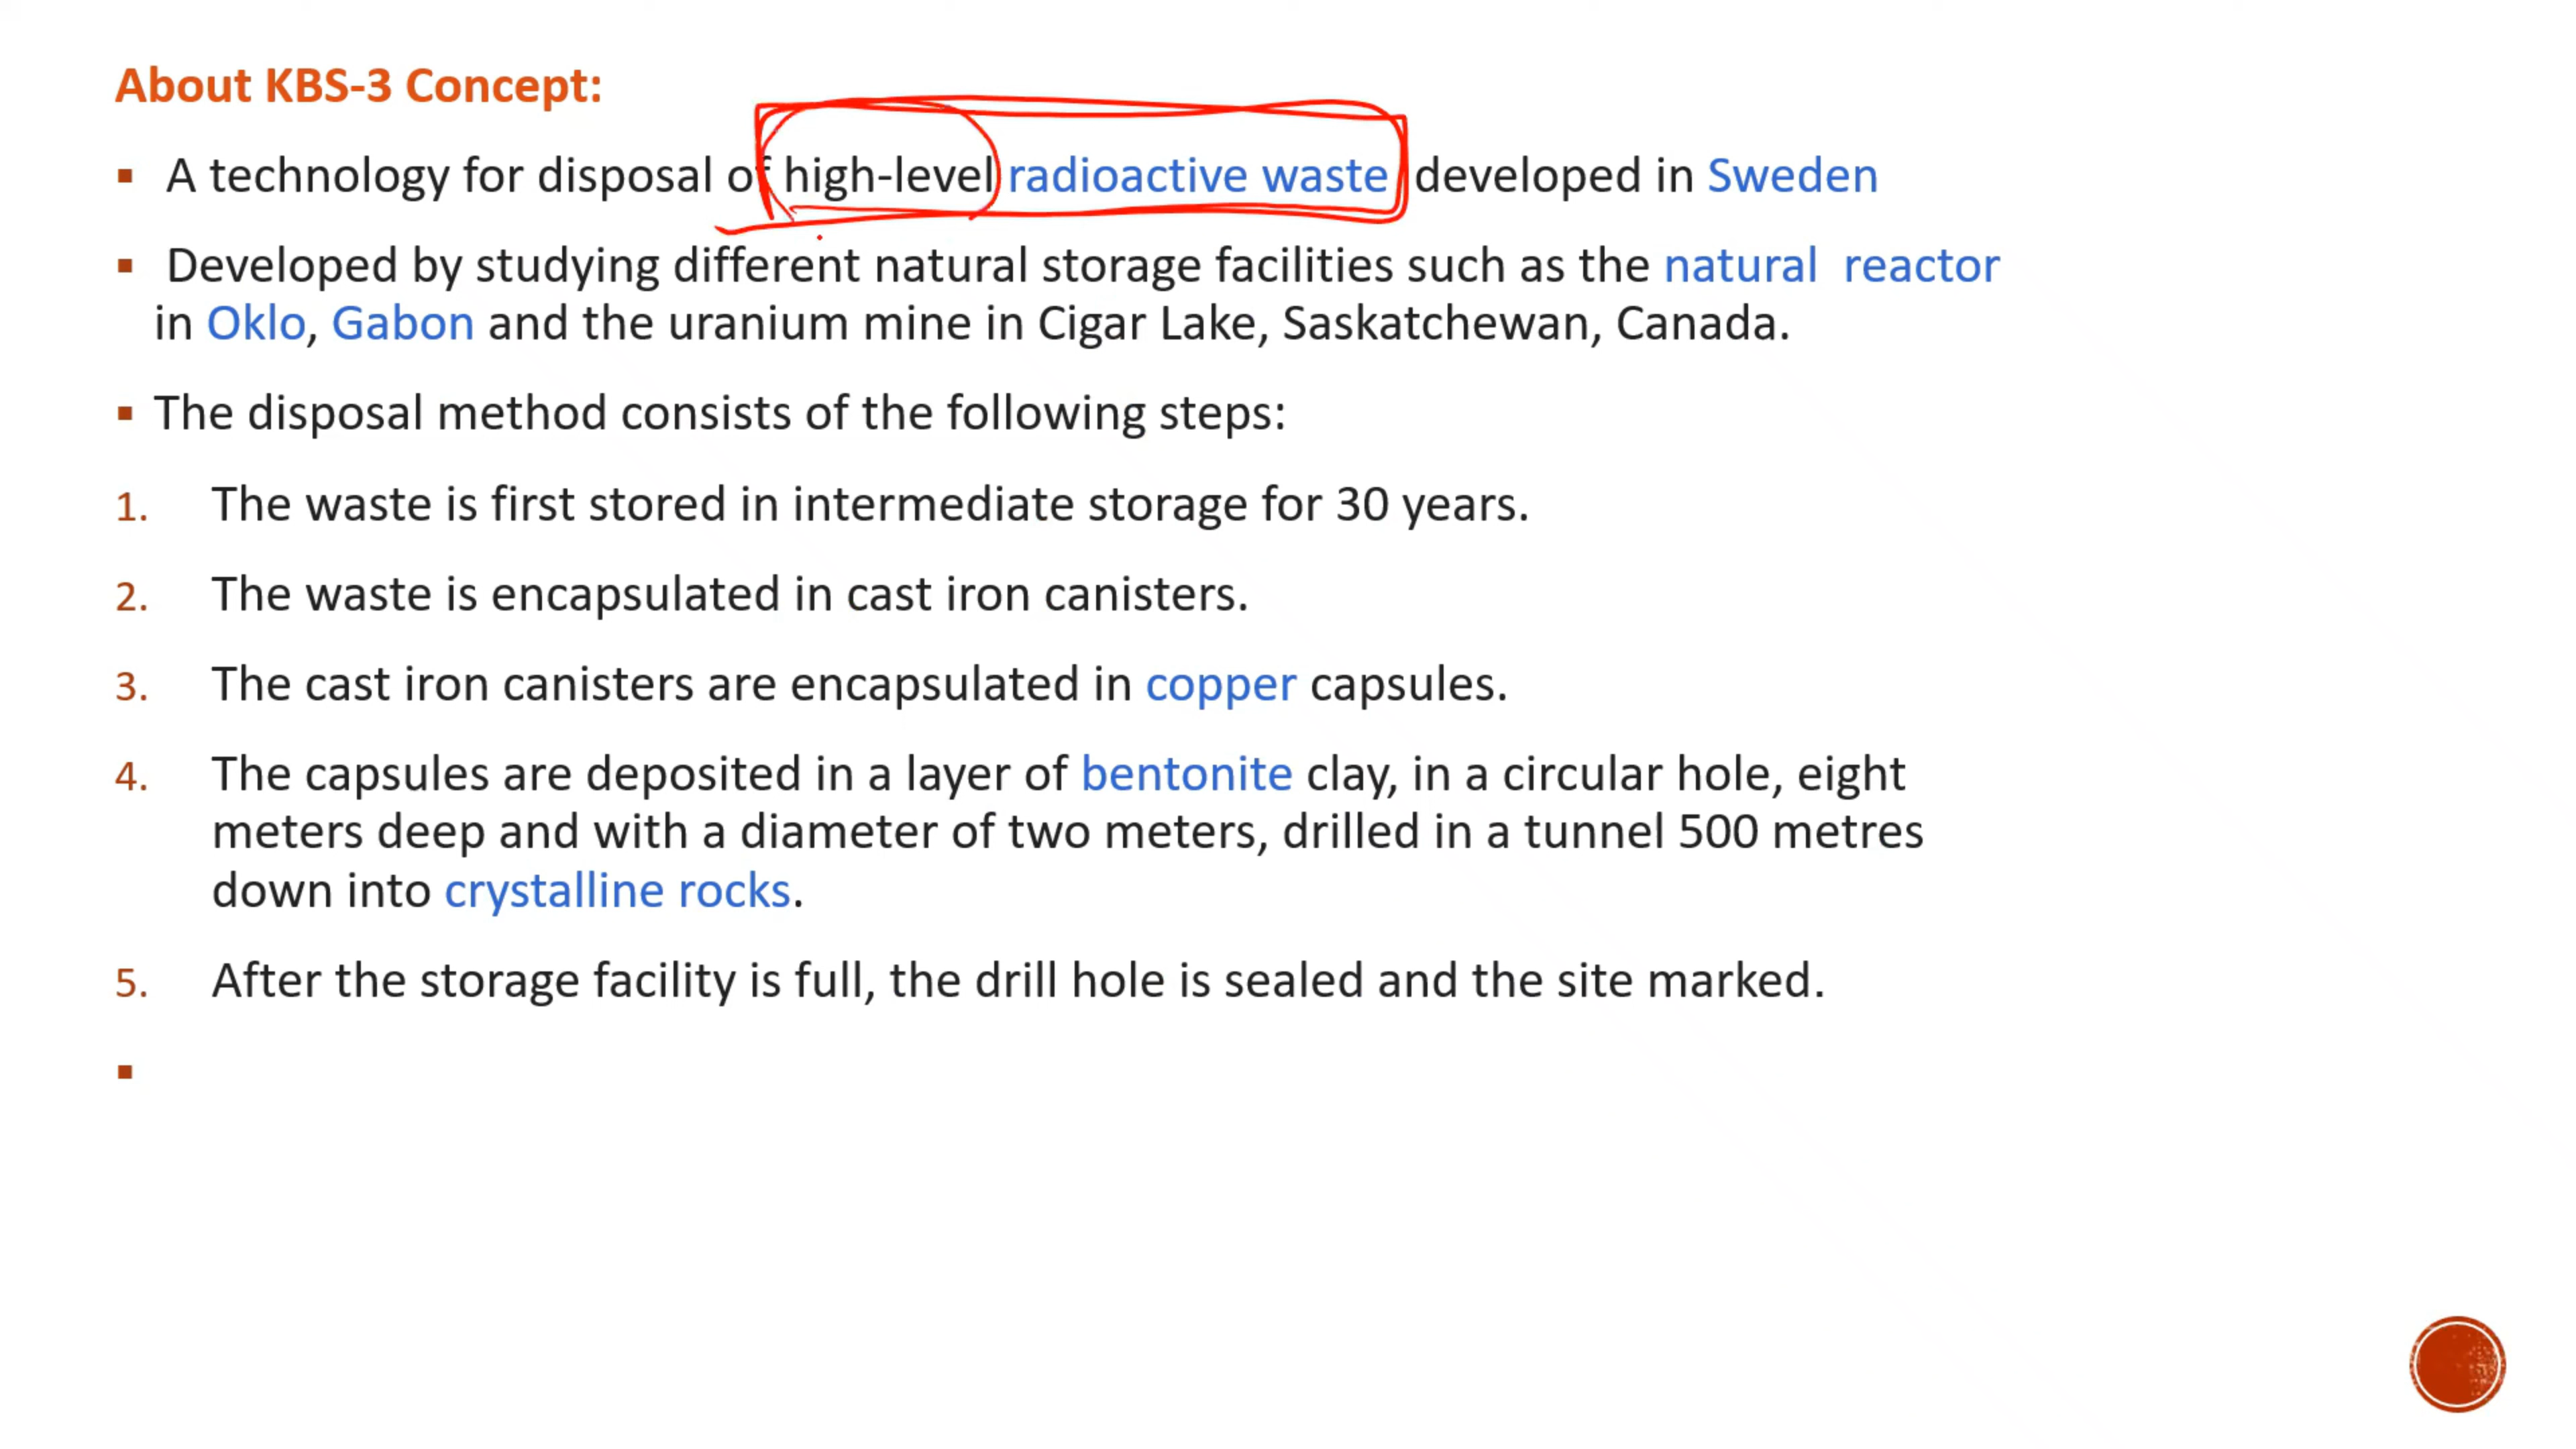 About KBS-3 Concept:
▪ A technology for disposal of high-level radioactive waste developed in Sweden
▪ Developed by studying different natural storage facilities such as the natural reactor
in Oklo, Gabon and the uranium mine in Cigar Lake, Saskatchewan, Canada.
▪ The disposal method consists of the following steps:
1. The waste is first stored in intermediate storage for 30 years.
2. The waste is encapsulated in cast iron canisters.
3. The cast iron canisters are encapsulated in copper capsules.
4. The capsules are deposited in a layer of bentonite clay, in a circular hole, eight
meters deep and with a diameter of two meters, drilled in a tunnel 500 metres
down into crystalline rocks.
5. After the storage facility is full, the drill hole is sealed and the site marked.
▪